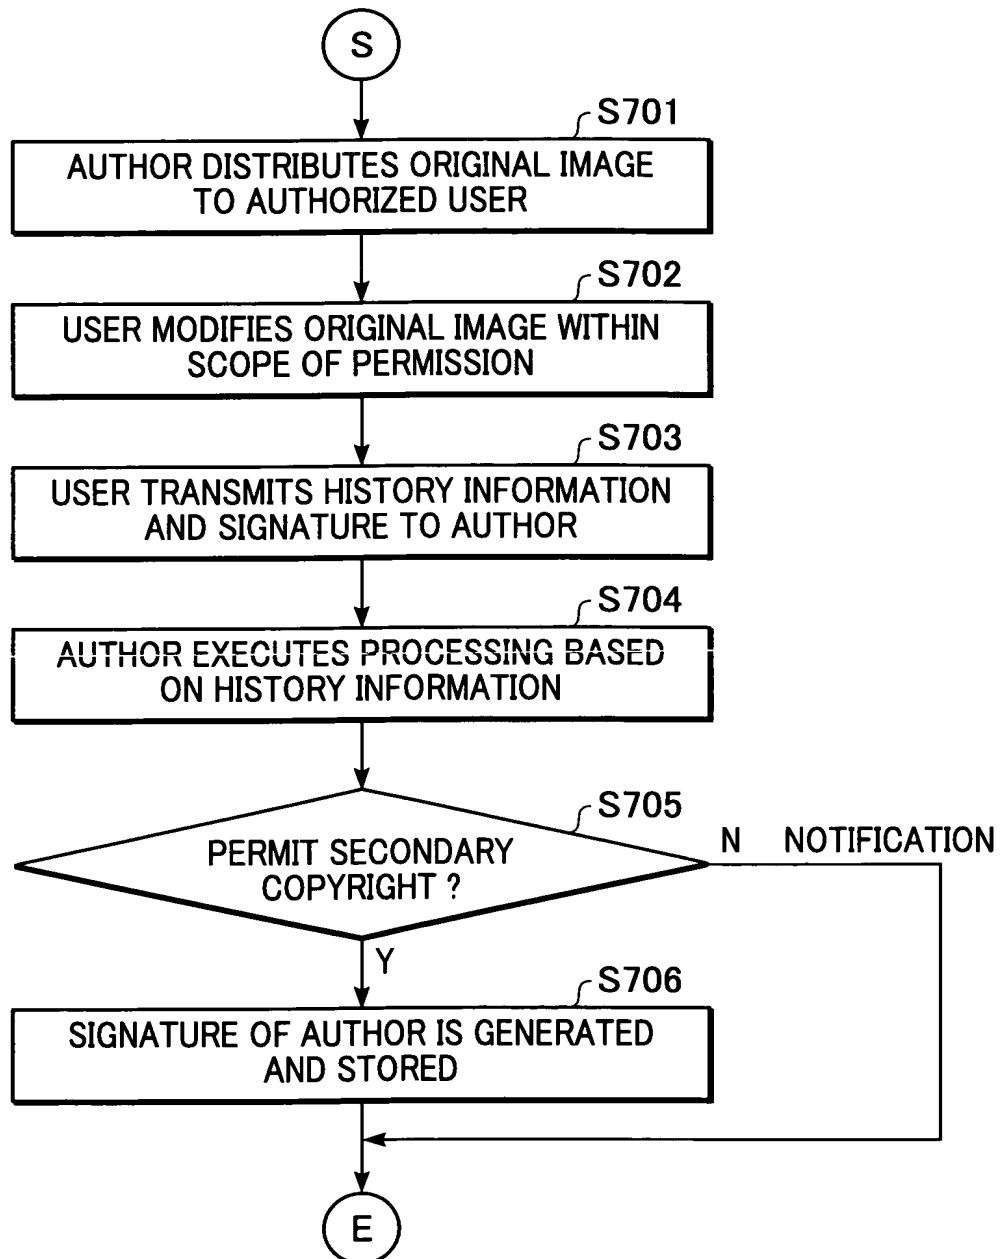 S
S701
AUTHOR DISTRIBUTES ORIGINAL IMAGE
TO AUTHORIZED USER
S702
USER MODIFIES ORIGINAL IMAGE WITHIN
SCOPE OF PERMISSION
S703
USER TRANSMITS HISTORY INFORMATION
AND SIGNATURE TO AUTHOR
S704
AUTHOR EXECUTES PROCESSING BASED
ON HISTORY INFORMATION
S705
PERMIT SECONDARY
COPYRIGHT ?
N NOTIFICATION
Y
S706
SIGNATURE OF AUTHOR IS GENERATED
AND STORED
E